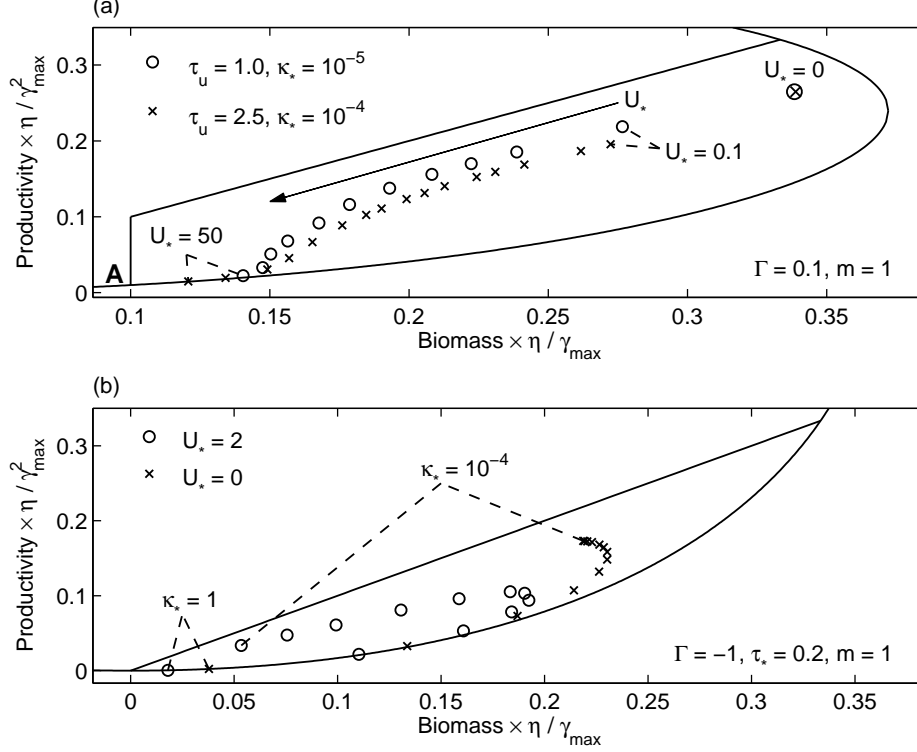 (a)
0.3
0.2
0.1
0
Productivity × η / γ²max
τu = 1.0, κ* = 10⁻⁵
τu = 2.5, κ* = 10⁻⁴
U* = 0
U*
U* = 0.1
U* = 50
A
Γ = 0.1, m = 1
0.1 0.15 0.2 0.25 0.3 0.35
Biomass × η / γmax
(b)
0.3
0.2
0.1
0
Productivity × η / γ²max
U* = 2
U* = 0
κ* = 10⁻⁴
κ* = 1
Γ = −1, τ* = 0.2, m = 1
0 0.05 0.1 0.15 0.2 0.25 0.3 0.35
Biomass × η / γmax